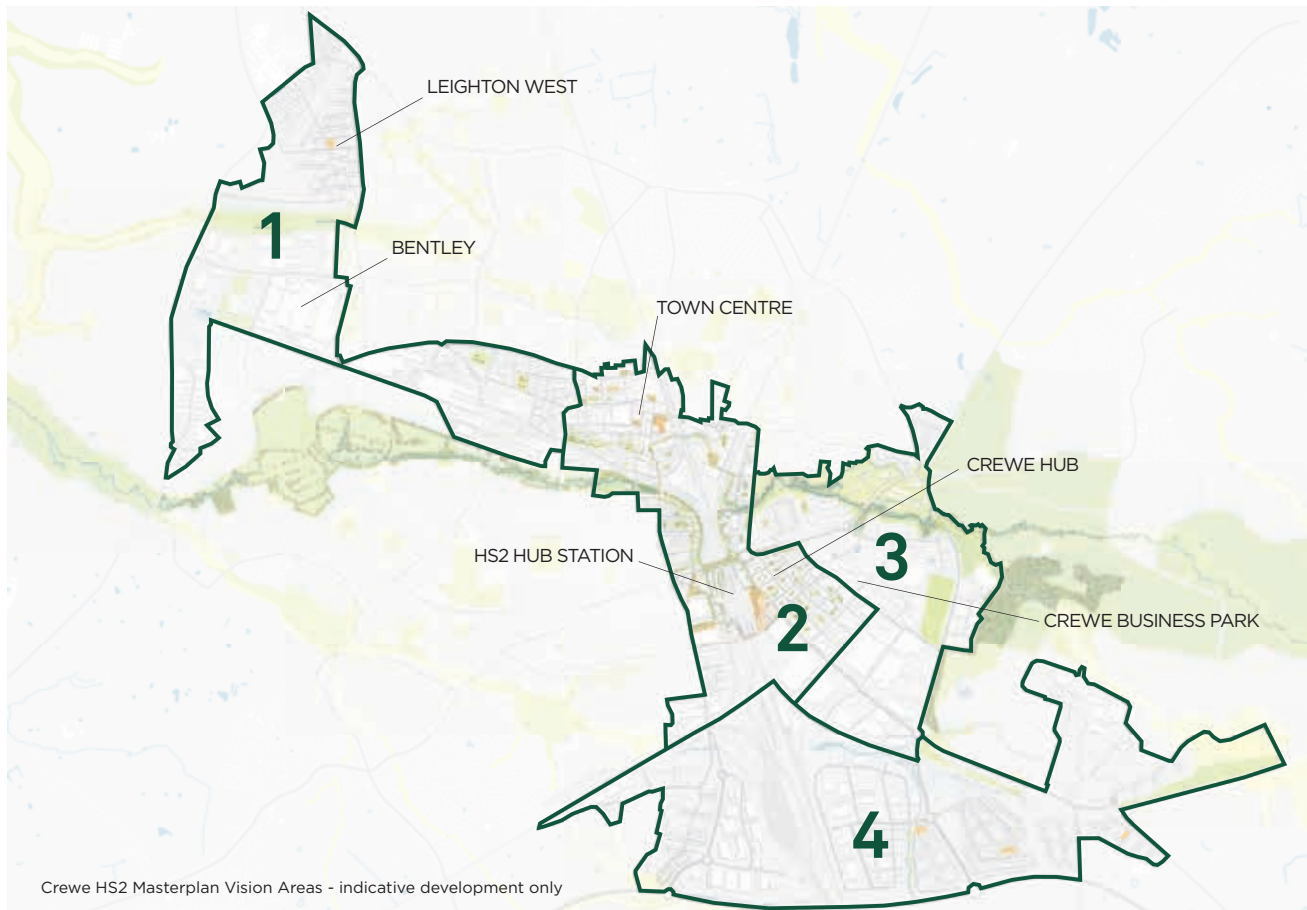 LEIGHTON WEST
1
BENTLEY
TOWN CENTRE
CREWE HUB
HS2 HUB STATION
3
2
CREWE BUSINESS PARK
4
Crewe HS2 Masterplan Vision Areas - indicative development only